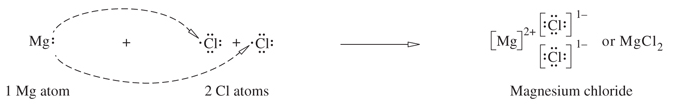 Mg: + ·Cl: + ·Cl: [Mg]²⁺ [:Cl:]¹⁻ [:Cl:]¹⁻ or MgCl₂
1 Mg atom 2 Cl atoms Magnesium chloride